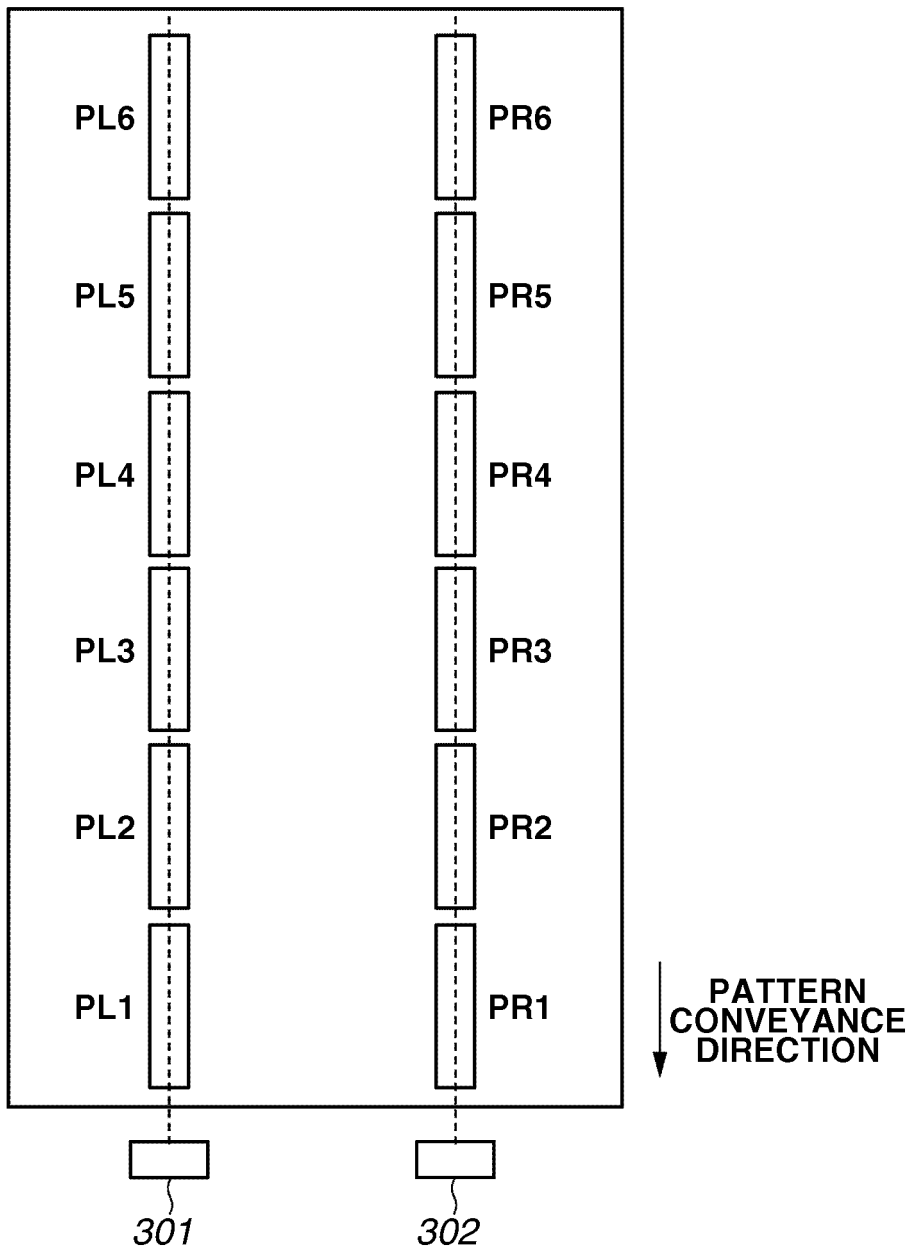 PL6 PR6
PL5 PR5
PL4 PR4
PL3 PR3
PL2 PR2
PL1 PR1
PATTERN
CONVEYANCE
DIRECTION
301 302